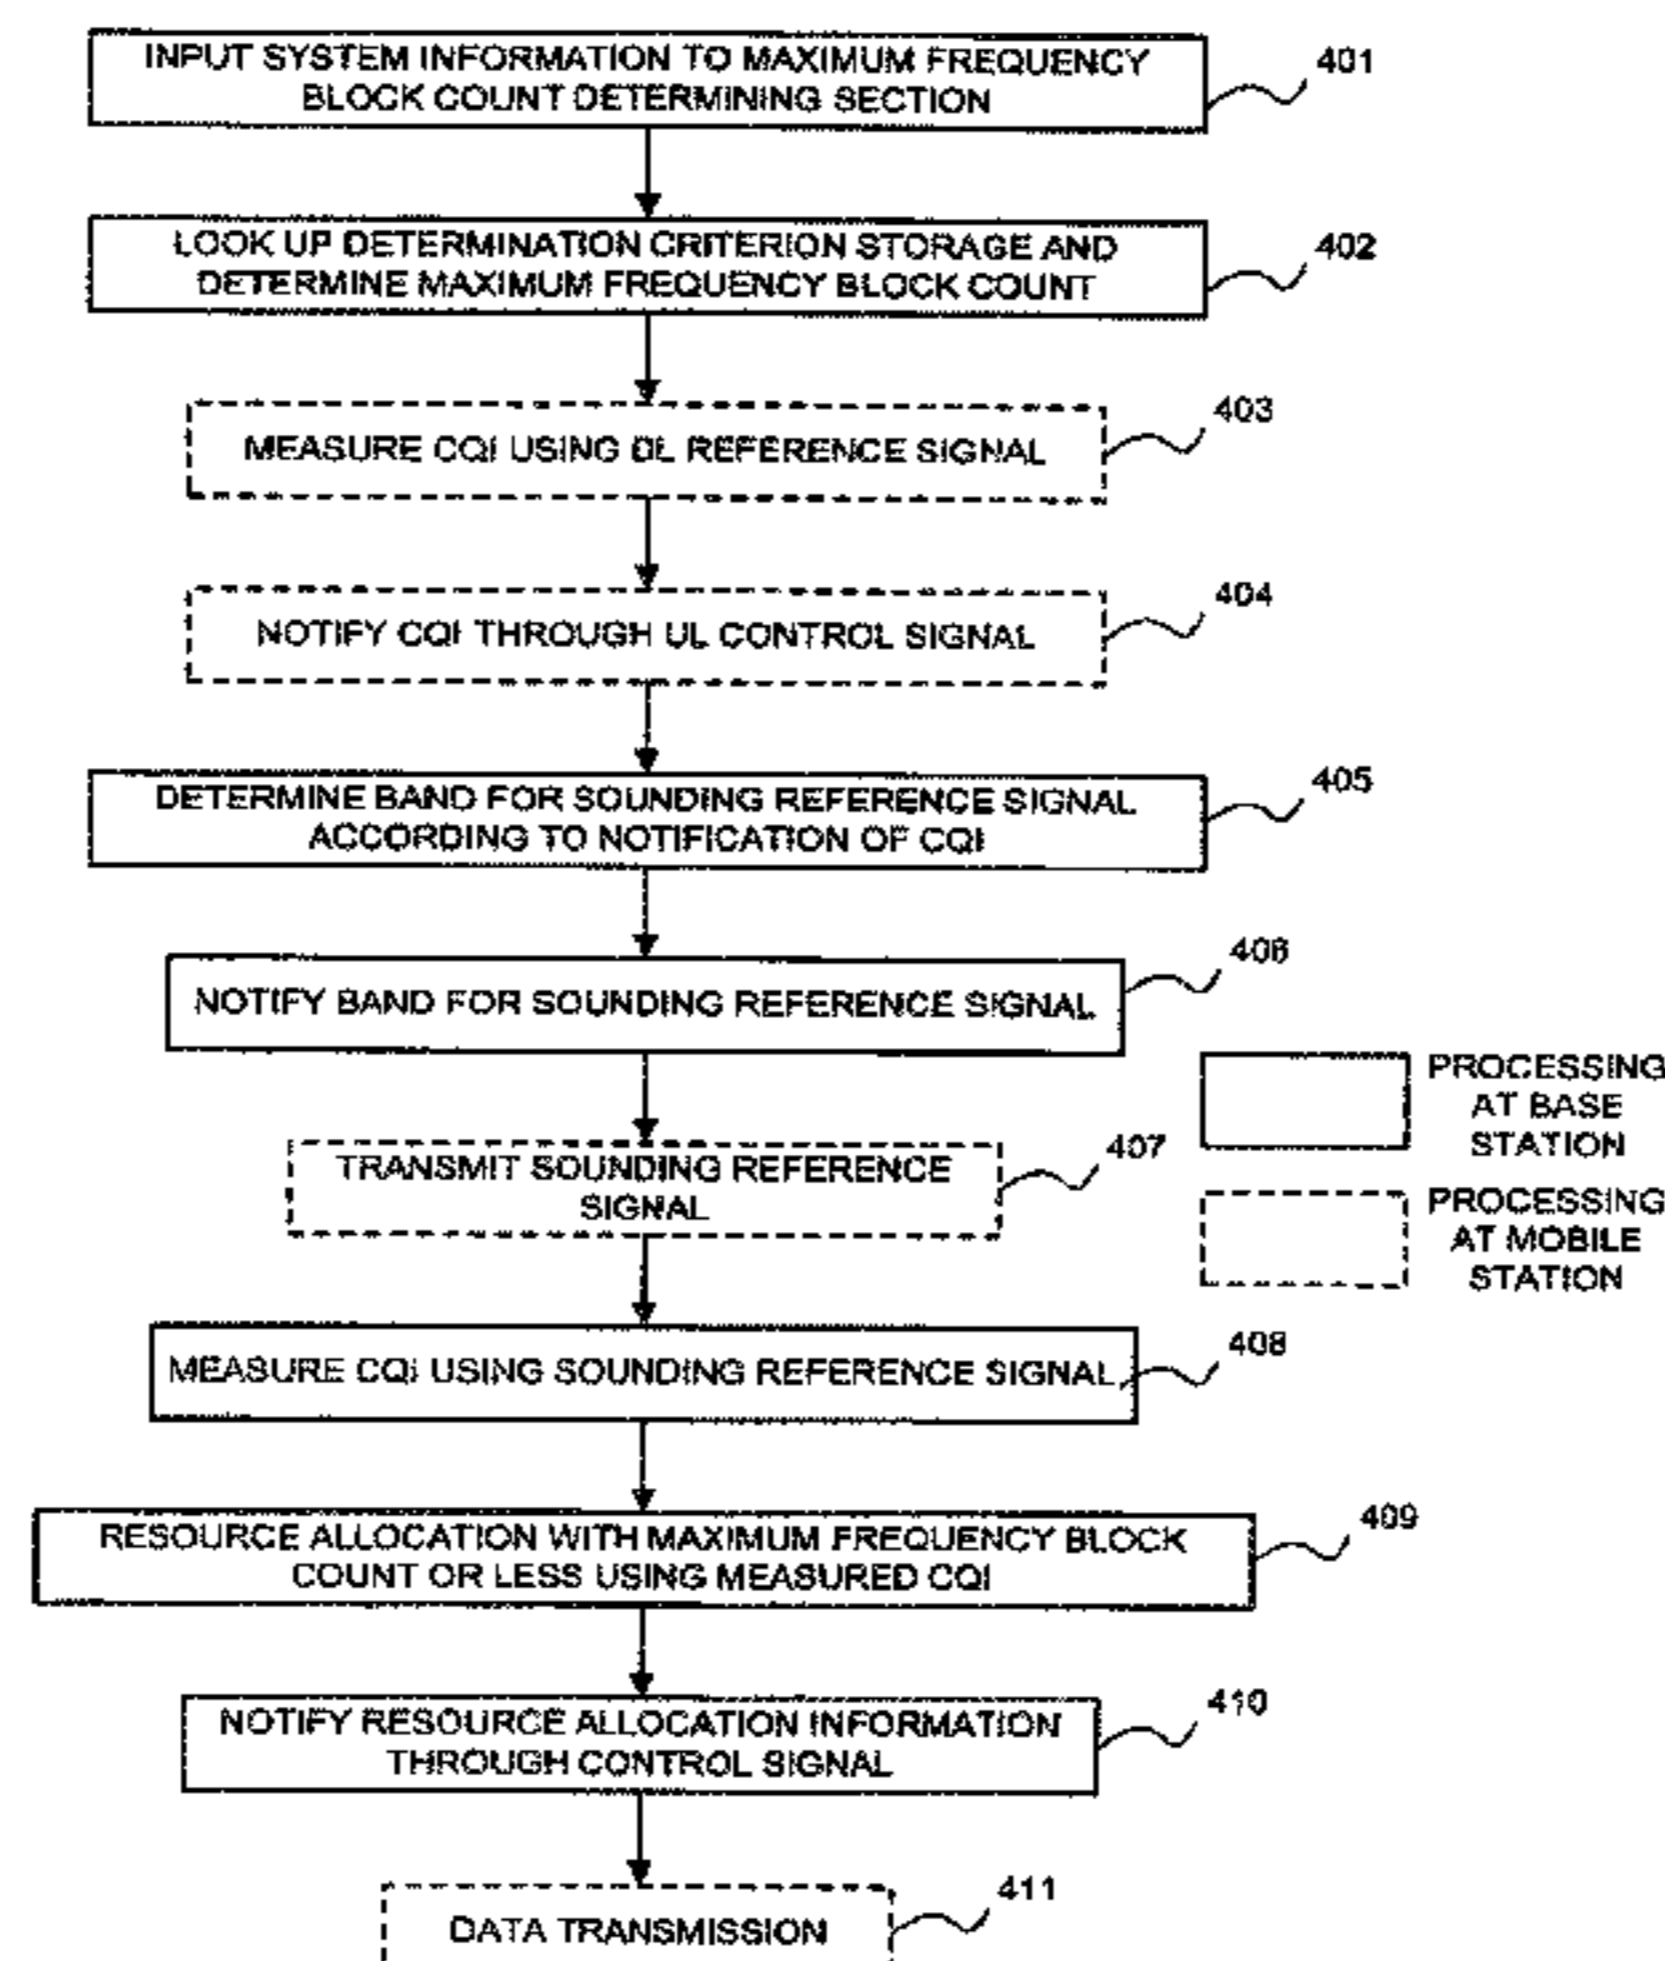 INPUT SYSTEM INFORMATION TO MAXIMUM FREQUENCY
BLOCK COUNT DETERMINING SECTION
401
LOOK UP DETERMINATION CRITERION STORAGE AND
DETERMINE MAXIMUM FREQUENCY BLOCK COUNT
402
MEASURE CQI USING DL REFERENCE SIGNAL
403
NOTIFY CQI THROUGH UL CONTROL SIGNAL
404
DETERMINE BAND FOR SOUNDING REFERENCE SIGNAL
ACCORDING TO NOTIFICATION OF CQI
405
NOTIFY BAND FOR SOUNDING REFERENCE SIGNAL
406
TRANSMIT SOUNDING REFERENCE
SIGNAL
407
PROCESSING
AT BASE
STATION
PROCESSING
AT MOBILE
STATION
MEASURE CQI USING SOUNDING REFERENCE SIGNAL
408
RESOURCE ALLOCATION WITH MAXIMUM FREQUENCY BLOCK
COUNT OR LESS USING MEASURED CQI
409
NOTIFY RESOURCE ALLOCATION INFORMATION
THROUGH CONTROL SIGNAL
410
DATA TRANSMISSION
411